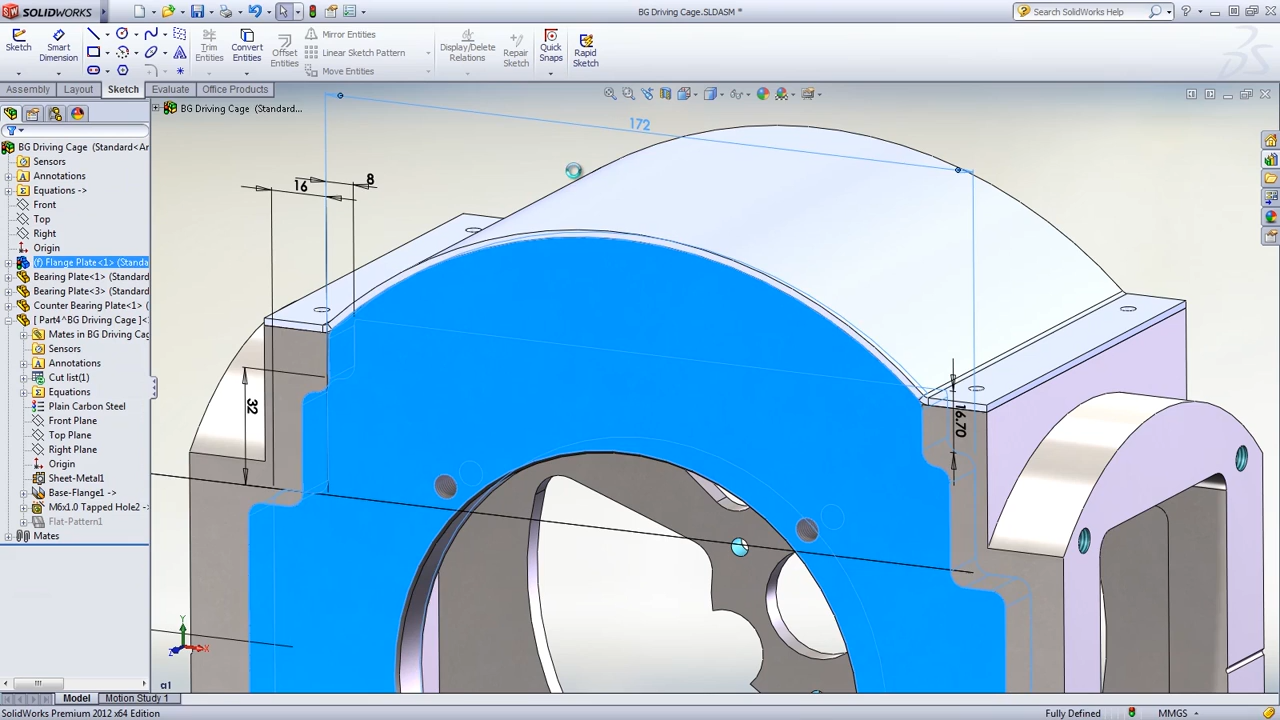 SOLIDWORKS
BG Driving Cage.SLDASM *
Search SolidWorks Help
Sketch
Smart Dimension
Trim Entities
Convert Entities
Offset Entities
Mirror Entities
Linear Sketch Pattern
Move Entities
Display/Delete Relations
Repair Sketch
Quick Snaps
Rapid Sketch
Assembly Layout Sketch Evaluate Office Products
BG Driving Cage (Standard...
BG Driving Cage (Standard<Ar
Sensors
Annotations
Equations ->
Front
Top
Right
Origin
(f) Flange Plate<1> (Standa
Bearing Plate<1> (Standard
Bearing Plate<3> (Standard
Counter Bearing Plate<1> (
[ Part4^BG Driving Cage ]<
Mates in BG Driving Cag
Sensors
Annotations
Cut list(1)
Equations
Plain Carbon Steel
Front Plane
Top Plane
Right Plane
Origin
Sheet-Metal1
Base-Flange1 ->
M6x1.0 Tapped Hole2 ->
Flat-Pattern1
Mates
172
16
8
32
16.70
Y
X
Z
a1
Model Motion Study 1
SolidWorks Premium 2012 x64 Edition
Fully Defined
MMGS